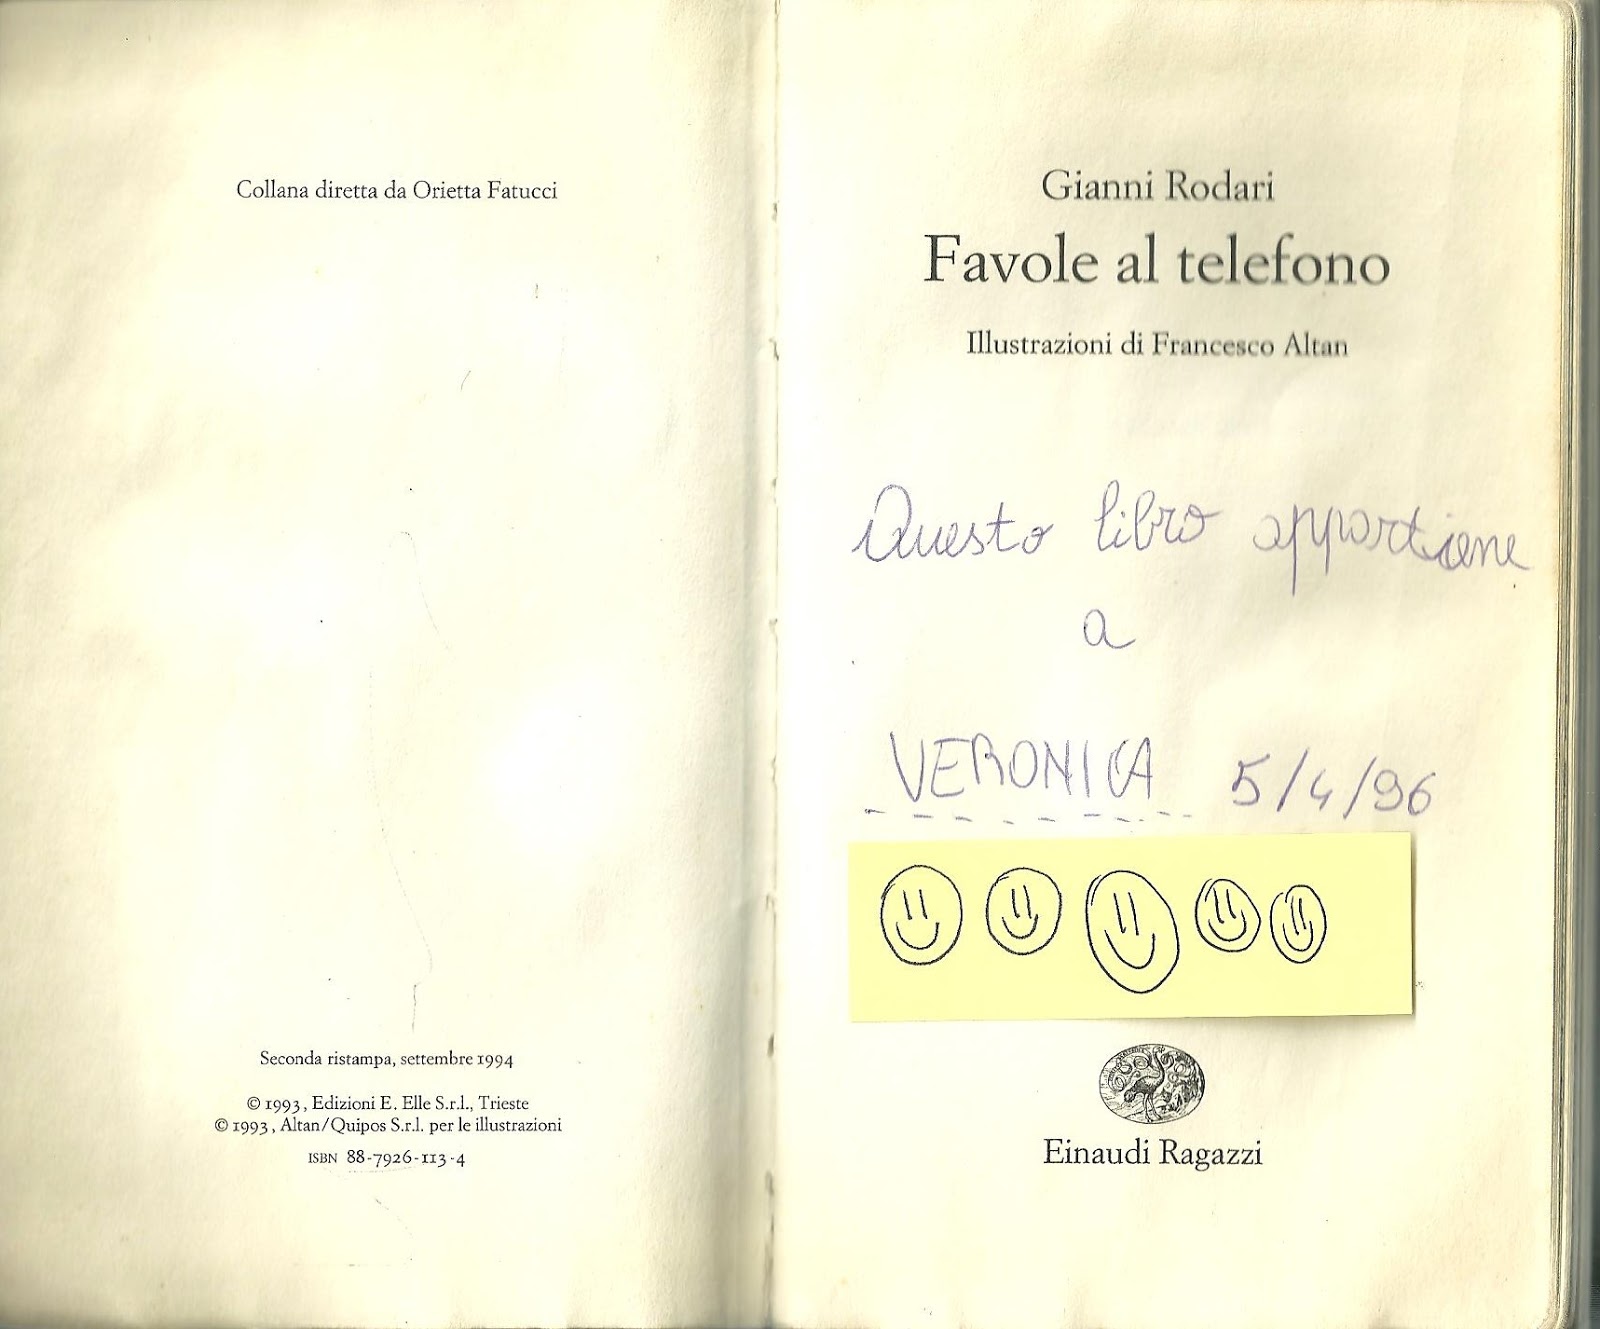 Collana diretta da Orietta Fatucci
Seconda ristampa, settembre 1994
© 1993, Edizioni E. Elle S.r.l., Trieste
© 1993, Altan/Quipos S.r.l. per le illustrazioni
ISBN 88-7926-113-4
Gianni Rodari
Favole al telefono
Illustrazioni di Francesco Altan
Questo libro appartiene
a
VERONICA 5/4/96
Einaudi Ragazzi